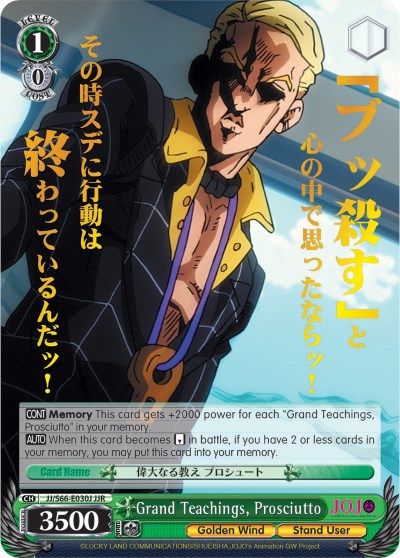 LEVEL
1
0
COST
『ブッ殺す』と
心の中で思ったならッ!
その時スデに行動は
終わっているんだッ!
CONT Memory This card gets +2000 power for each "Grand Teachings,
Prosciutto" in your memory.
AUTO When this card becomes in battle, if you have 2 or less cards in
your memory, you may put this card into your memory.
Card Name
偉大なる教え プロシュート
CH
JJ/S66-E030J JJR
3500
Grand Teachings, Prosciutto
JOJO
Golden Wind
Stand User
©LUCKY LAND COMMUNICATIONS/SHUEISHA, JOJO's Animation GW Project